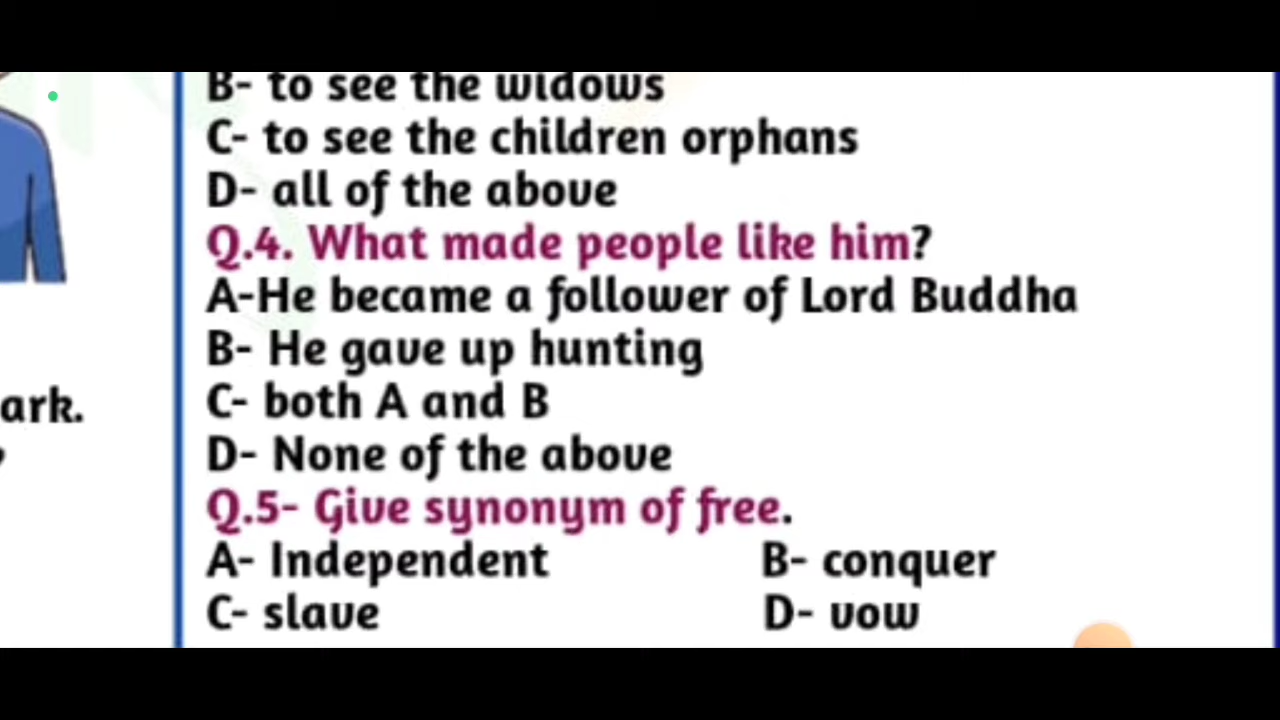 B- to see the widows
C- to see the children orphans
D- all of the above
Q.4. What made people like him?
A-He became a follower of Lord Buddha
B- He gave up hunting
C- both A and B
ark.
D- None of the above
Q.5- Give synonym of free.
A- Independent B- conquer
C- slave D- vow